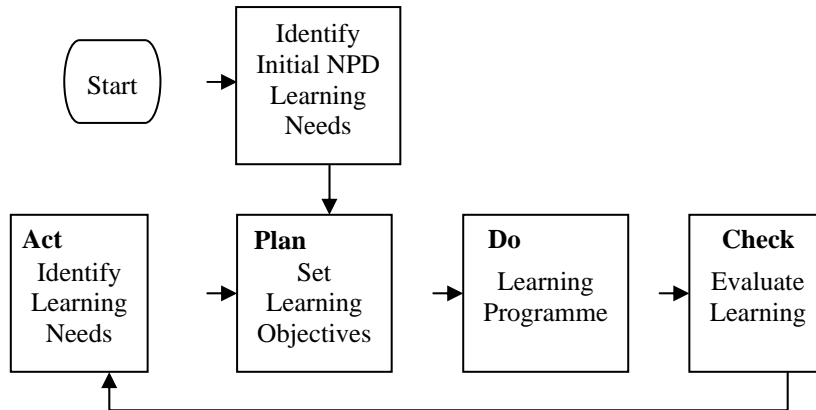 Start
Identify
Initial NPD
Learning
Needs
Act
Identify
Learning
Needs
Plan
Set
Learning
Objectives
Do
Learning
Programme
Check
Evaluate
Learning